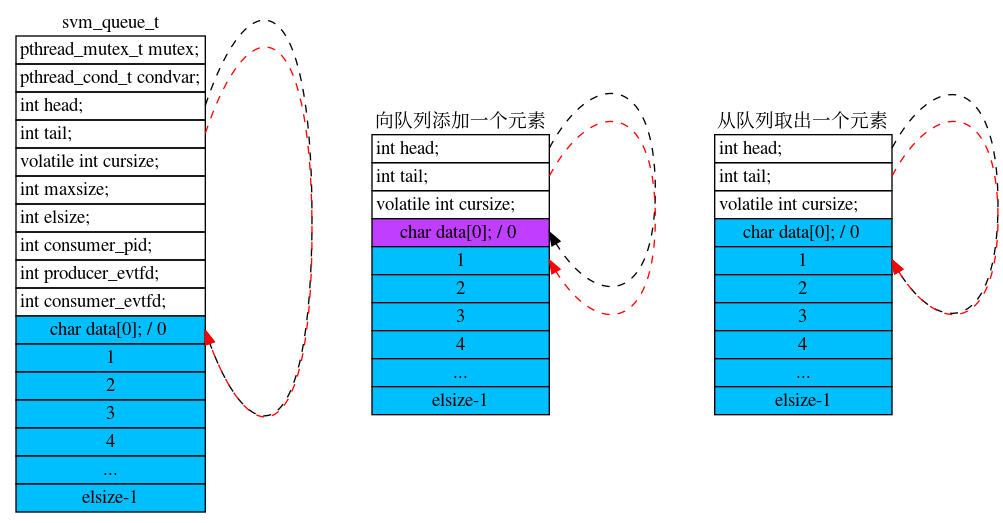 svm_queue_t
pthread_mutex_t mutex;
pthread_cond_t condvar;
int head;
int tail;
volatile int cursize;
int maxsize;
int elsize;
int consumer_pid;
int producer_evtfd;
int consumer_evtfd;
char data[0]; / 0
1
2
3
4
...
elsize-1
向队列添加一个元素
int head;
int tail;
volatile int cursize;
char data[0]; / 0
1
2
3
4
...
elsize-1
从队列取出一个元素
int head;
int tail;
volatile int cursize;
char data[0]; / 0
1
2
3
4
...
elsize-1